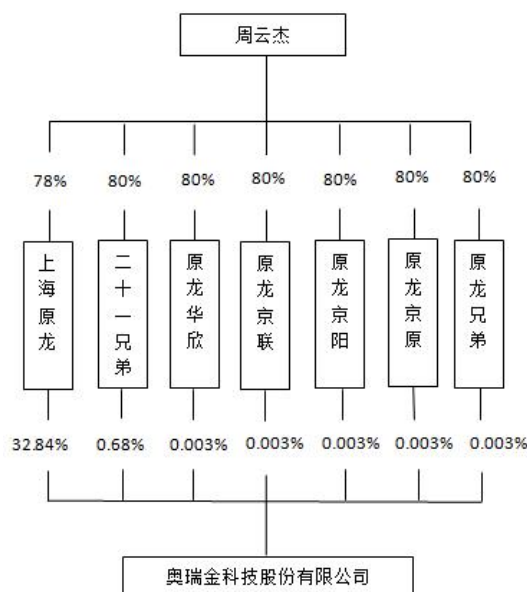 周云杰
78% 80% 80% 80% 80% 80% 80%
上海原龙
二十一兄弟
原龙华欣
原龙京联
原龙京阳
原龙京原
原龙兄弟
32.84% 0.68% 0.003% 0.003% 0.003% 0.003% 0.003%
奥瑞金科技股份有限公司